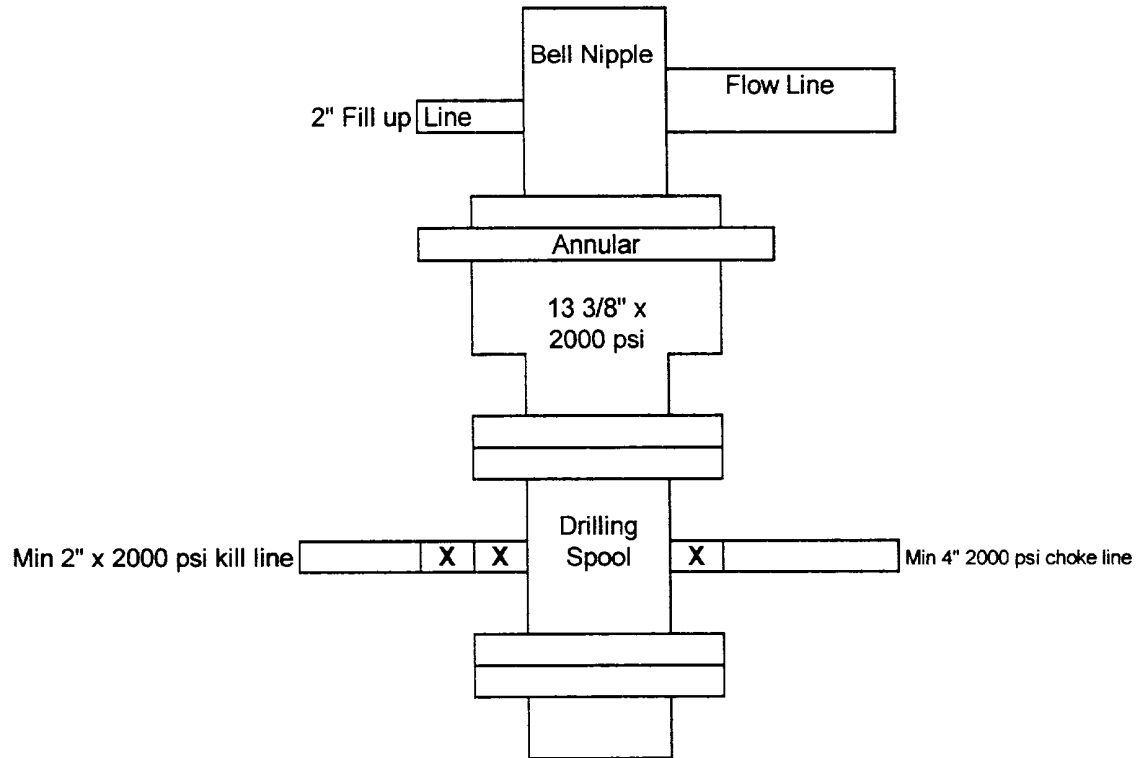 Bell Nipple
Flow Line
2" Fill up Line
Annular
13 3/8" x
2000 psi
Drilling
Spool
Min 2" x 2000 psi kill line
X X
X
Min 4" 2000 psi choke line